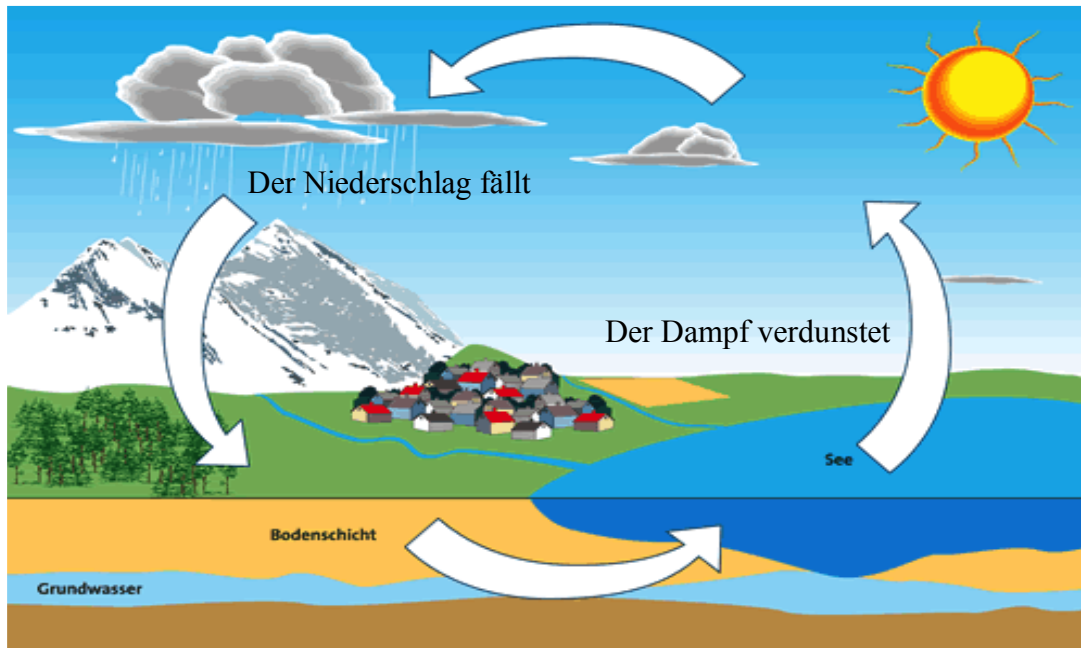 Der Niederschlag fällt
Der Dampf verdunstet
See
Bodenschicht
Grundwasser